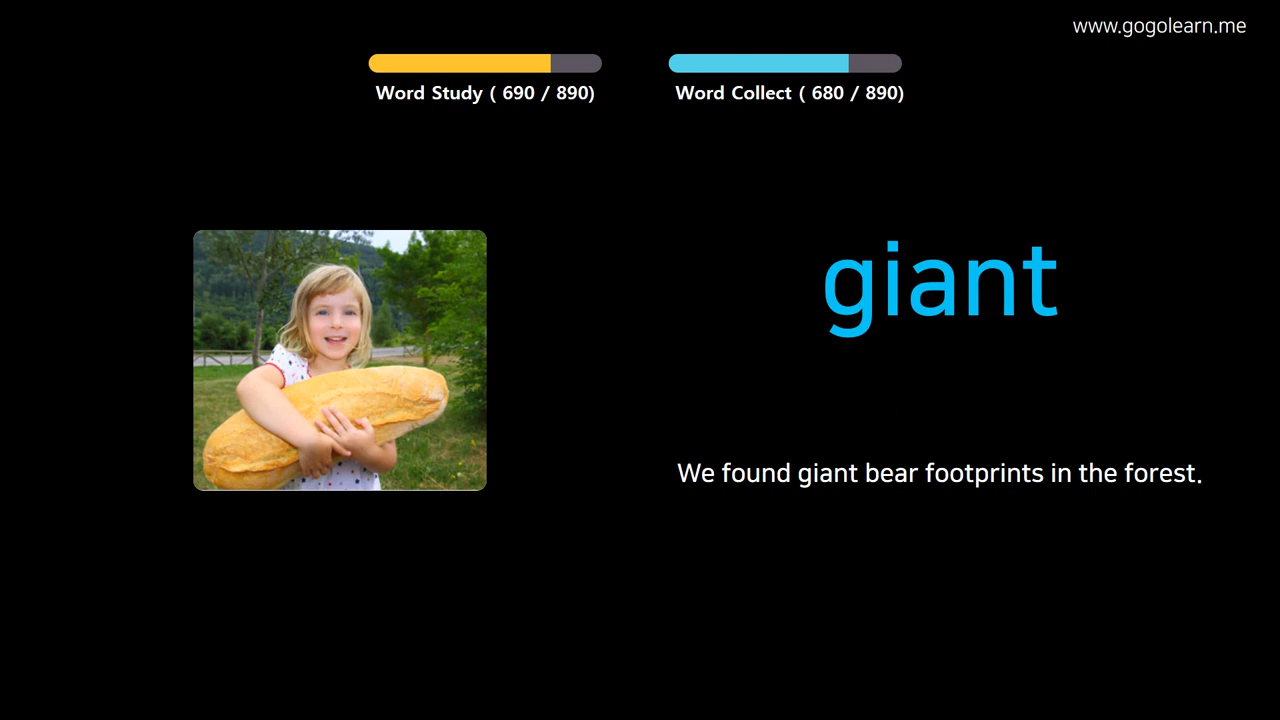 www.gogolearn.me
Word Study ( 690 / 890)
Word Collect ( 680 / 890)
giant
We found giant bear footprints in the forest.